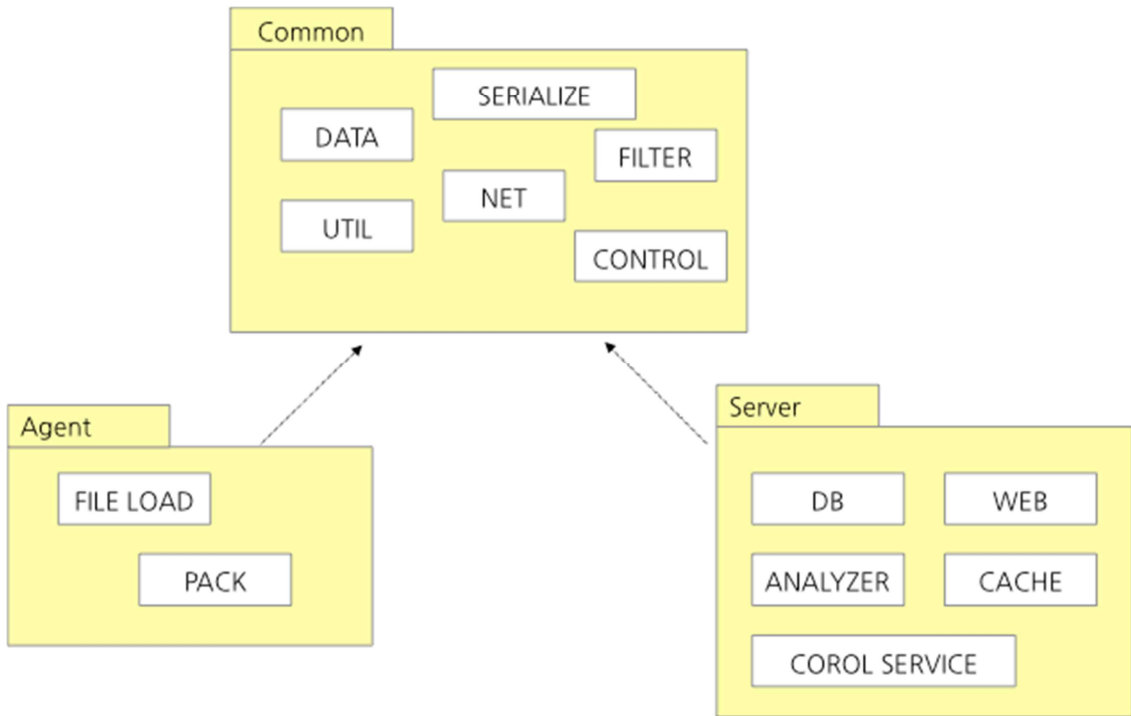 Common
SERIALIZE
DATA
FILTER
NET
UTIL
CONTROL
Agent
FILE LOAD
PACK
Server
DB
WEB
ANALYZER
CACHE
COROL SERVICE